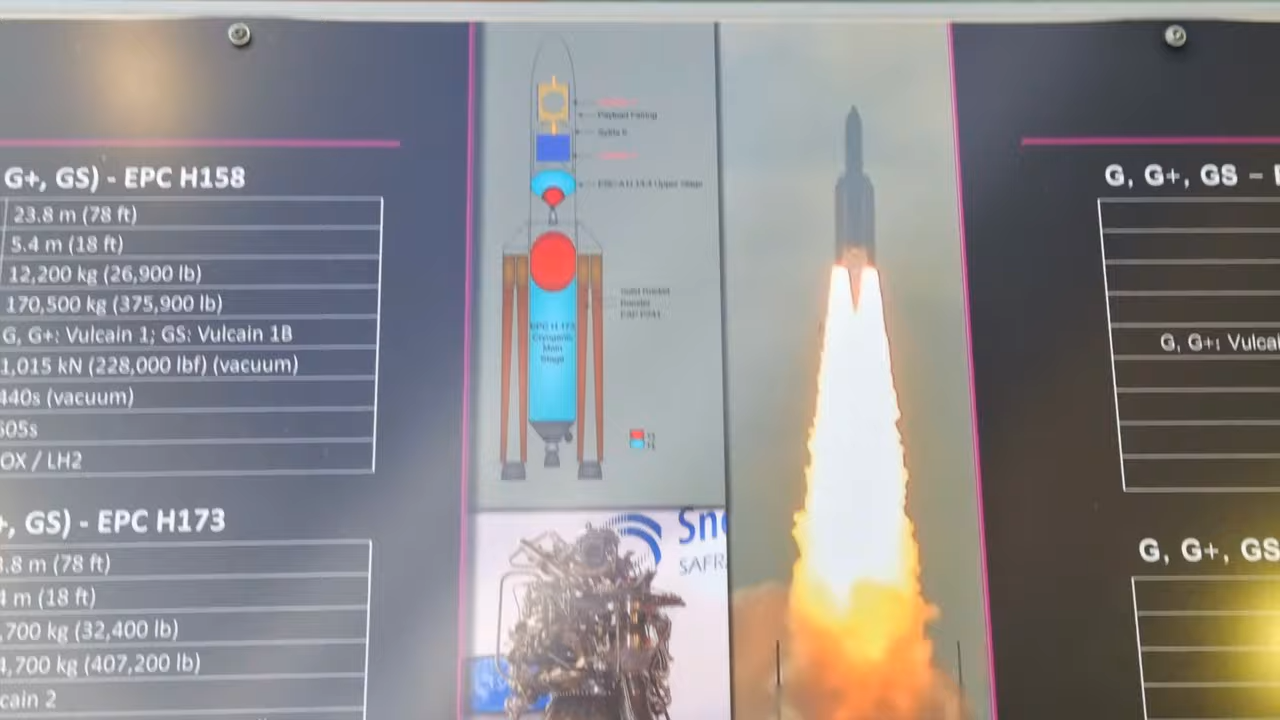 G+, GS) - EPC H158
23.8 m (78 ft)
5.4 m (18 ft)
12,200 kg (26,900 lb)
170,500 kg (375,900 lb)
G, G+: Vulcain 1; GS: Vulcain 1B
1,015 kN (228,000 lbf) (vacuum)
440s (vacuum)
605s
OX / LH2
+, GS) - EPC H173
.8 m (78 ft)
4 m (18 ft)
,700 kg (32,400 lb)
4,700 kg (407,200 lb)
cain 2
Payload Fairing
Sylda 5
Upper Stage
Solid Rocket
Booster
EPC H 173
Cryogenic
Main
Stage
Sne
SAFRA
G, G+, GS –
G, G+: Vulcai
G, G+, GS